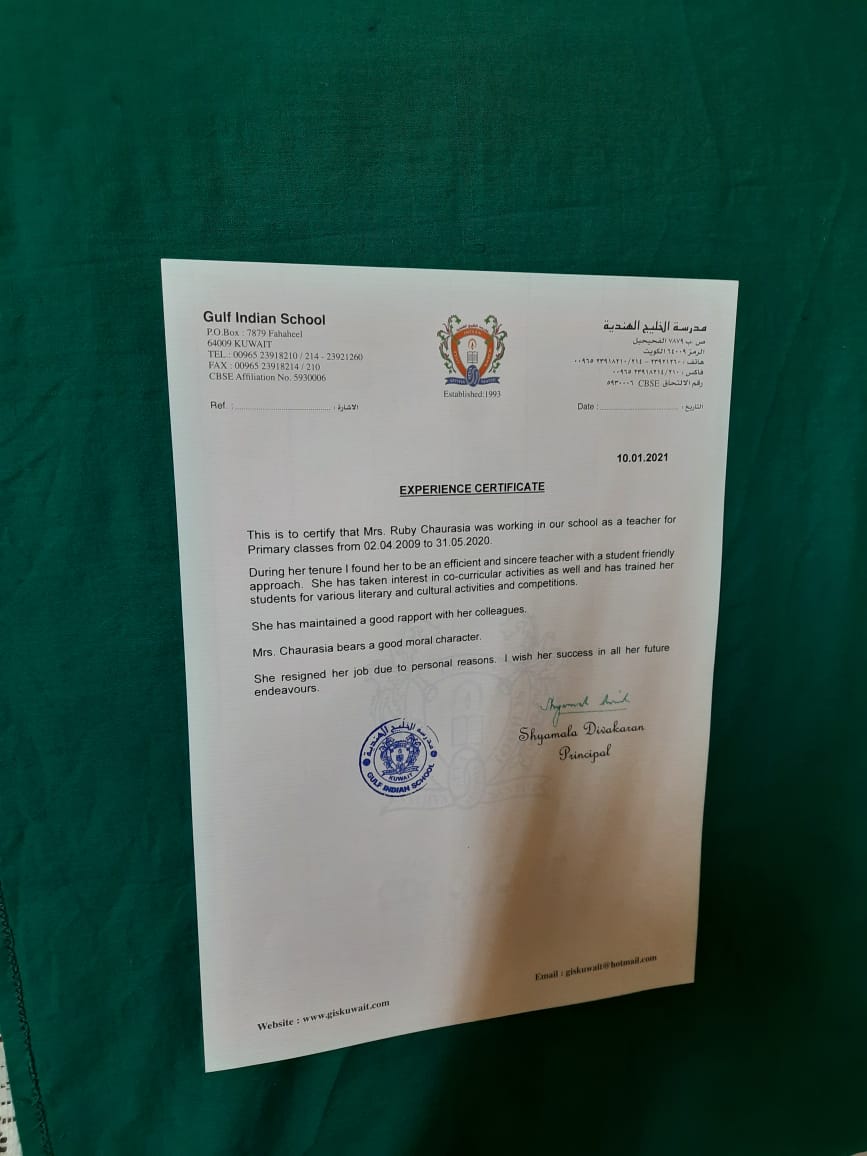 Gulf Indian School
P.O.Box : 7879 Fahaheel
64009 KUWAIT
TEL.: 00965 23918210 / 214 - 23921260
FAX : 00965 23918214 / 210
CBSE Affiliation No. 5930006
Established:1993
مدرسة الخليج الهندية
ص ب ٧٨٧٩ الفحيحيل
الرمز ٦٤٠٠٩ الكويت
هاتف : ٢٣٩٢١٢٦٠ – ٢١٤ / ٢٣٩١٨٢١٠ ٠٠٩٦٥
فاكس : ٢١٠ / ٢٣٩١٨٢١٤ ٠٠٩٦٥
رقم الالتحاق CBSE ٥٩٣٠٠٠٦
Ref. : .............................. : الاشارة
Date : .............................. : التاريخ
10.01.2021
EXPERIENCE CERTIFICATE
This is to certify that Mrs. Ruby Chaurasia was working in our school as a teacher for
Primary classes from 02.04.2009 to 31.05.2020.
During her tenure I found her to be an efficient and sincere teacher with a student friendly
approach. She has taken interest in co-curricular activities as well and has trained her
students for various literary and cultural activities and competitions.
She has maintained a good rapport with her colleagues.
Mrs. Chaurasia bears a good moral character.
She resigned her job due to personal reasons. I wish her success in all her future
endeavours.
Shyamala Divakaran
Principal
مدرسة الخليج الهندية
KUWAIT
GULF INDIAN SCHOOL
Email : giskuwait@hotmail.com
Website : www.giskuwait.com